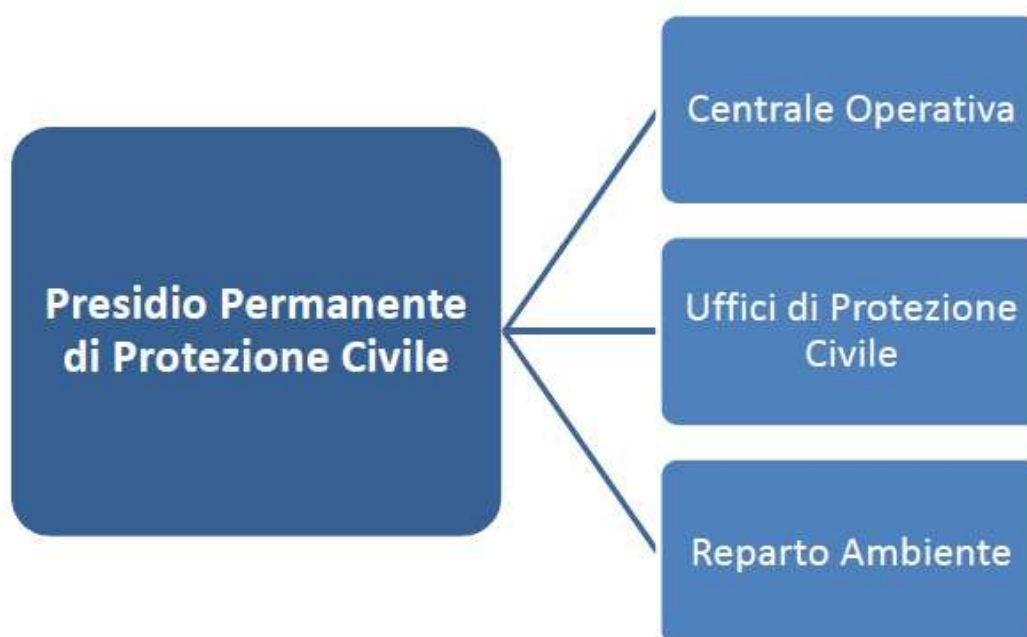 Centrale Operativa
Presidio Permanente
di Protezione Civile
Uffici di Protezione
Civile
Reparto Ambiente